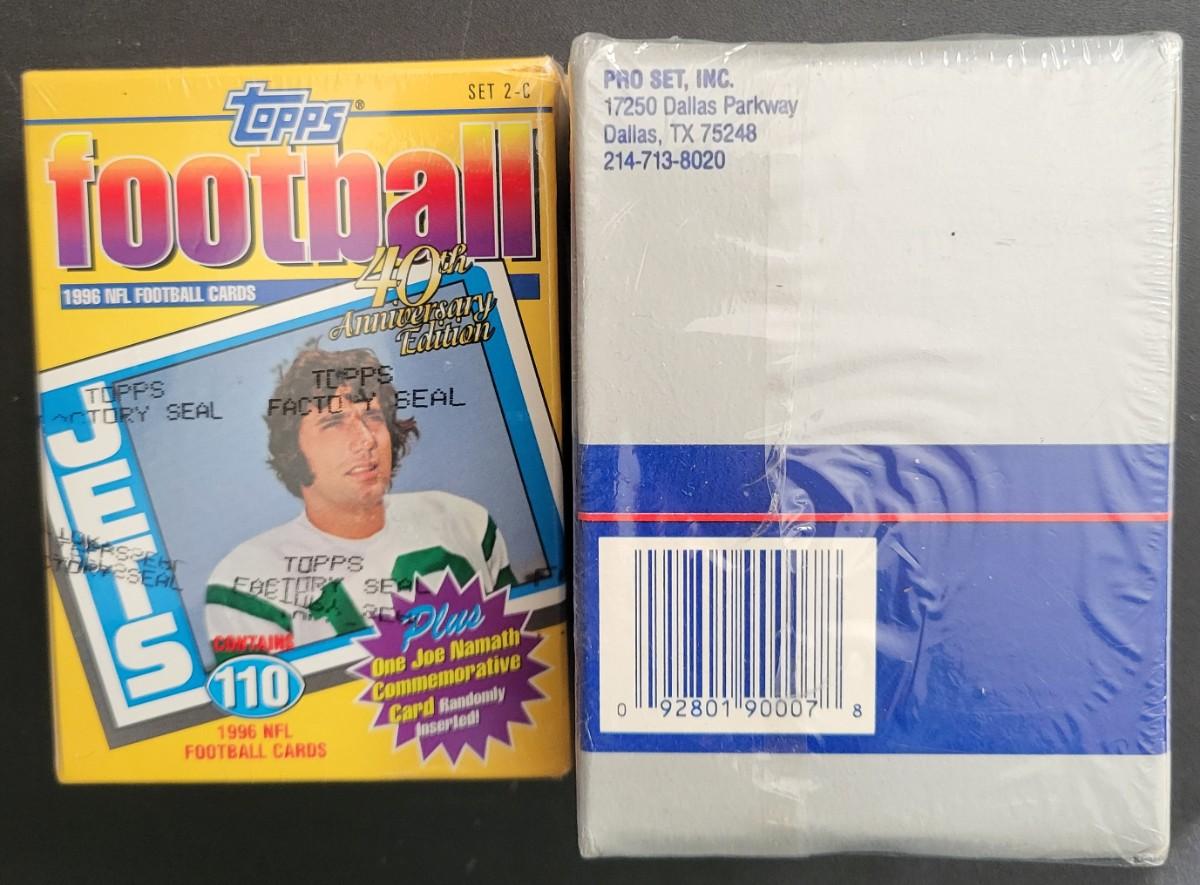 SET 2-C
topps®
football
40th
Anniversary
Edition
1996 NFL FOOTBALL CARDS
JETS
TOPPS
FACTORY SEAL
TOPPS
FACTORY SEAL
TOPPS
SEAL
CONTAINS
110
1996 NFL
FOOTBALL CARDS
Plus
One Joe Namath
Commemorative
Card Randomly
Inserted!
PRO SET, INC.
17250 Dallas Parkway
Dallas, TX 75248
214-713-8020
0 92801 90007 8